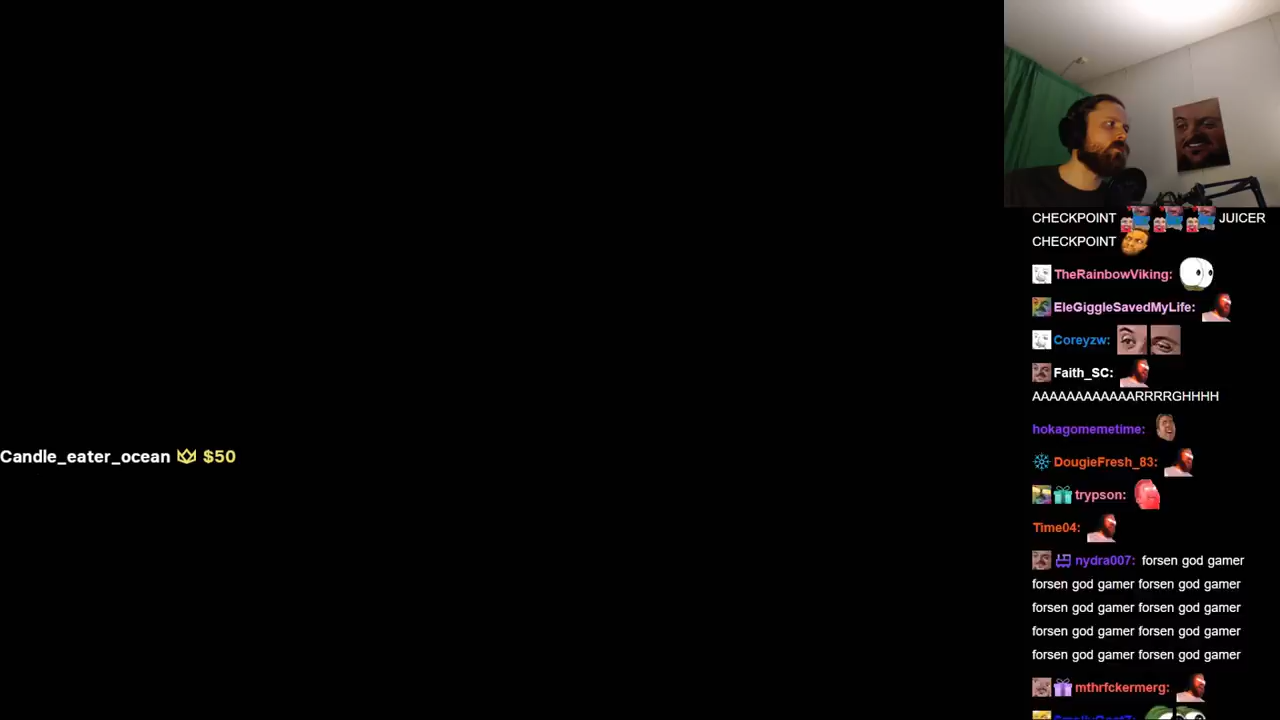 CHECKPOINT JUICER
CHECKPOINT
TheRainbowViking:
EleGiggleSavedMyLife:
Coreyzw:
Faith_SC:
AAAAAAAAAAAARRRRGHHHH
hokagomemetime:
Candle_eater_ocean $50
DougieFresh_83:
trypson:
Time04:
nydra007: forsen god gamer
forsen god gamer forsen god gamer
forsen god gamer forsen god gamer
forsen god gamer forsen god gamer
forsen god gamer forsen god gamer
mthrfckermerg: